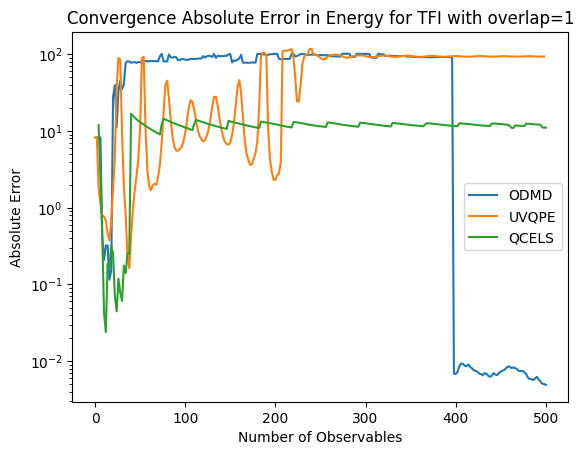 Convergence Absolute Error in Energy for TFI with overlap=1
Absolute Error
10²
10¹
10⁰
10⁻¹
10⁻²
ODMD
UVQPE
QCELS
0 100 200 300 400 500
Number of Observables